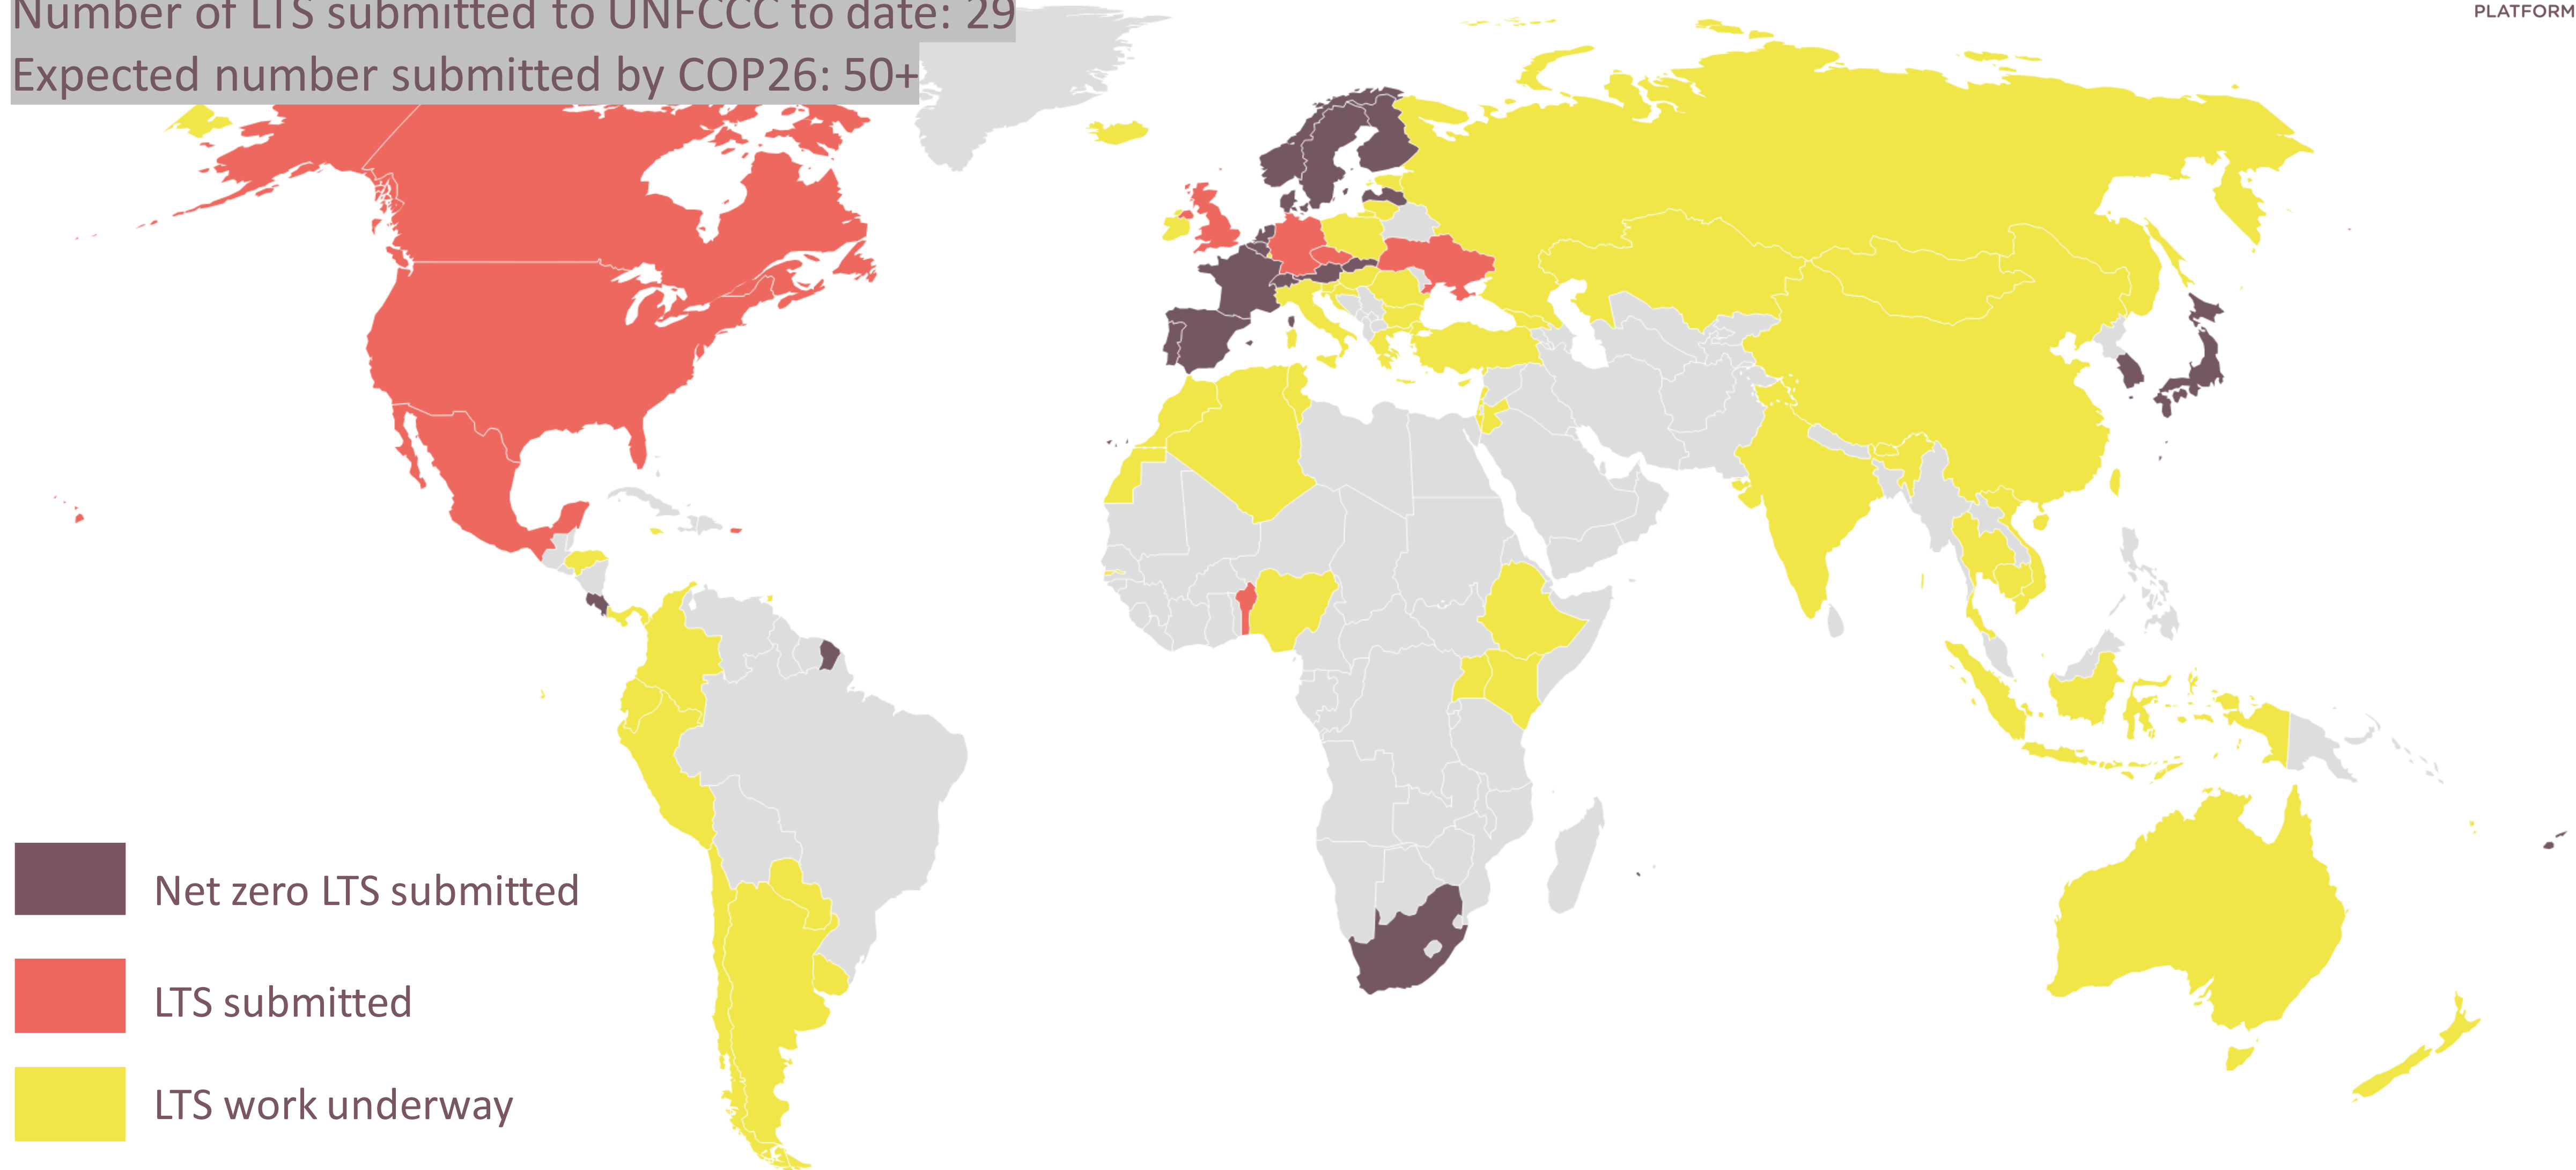 Number of LTS submitted to UNFCCC to date: 29
PLATFORM
Expected number submitted by COP26: 50+
Net zero LTS submitted
LTS submitted
LTS work underway